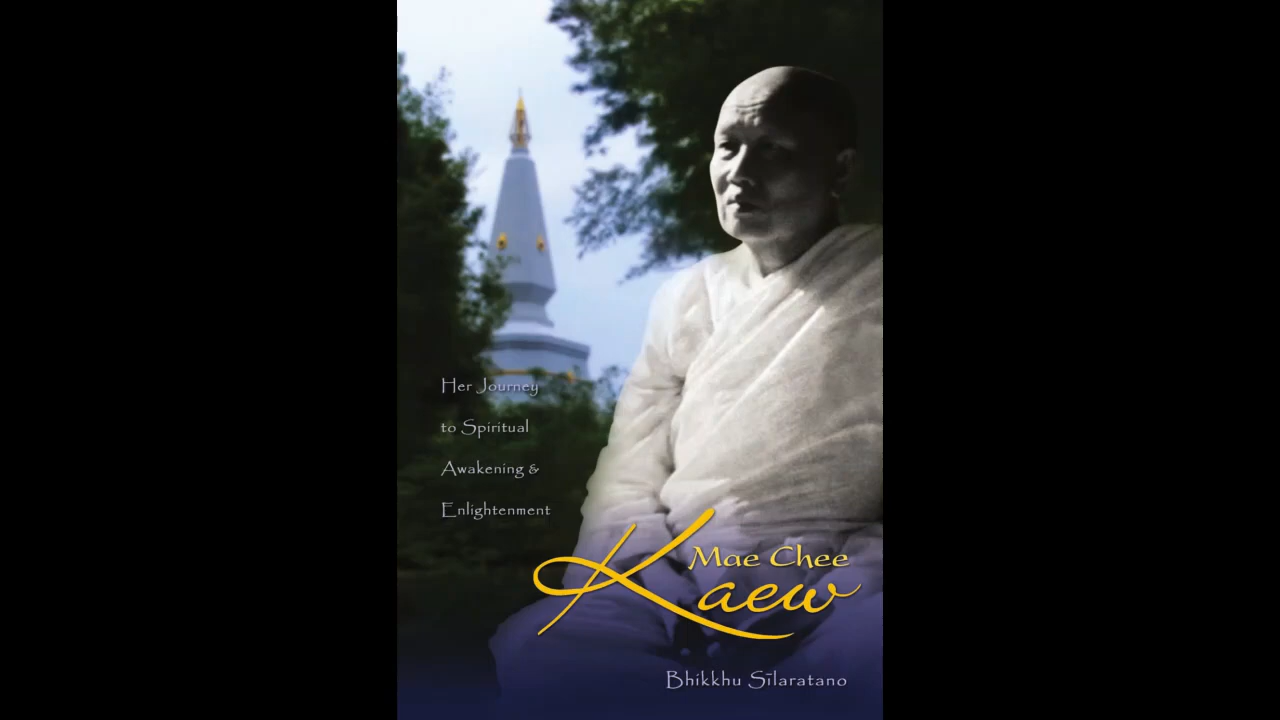 Her Journey
to Spiritual
Awakening &
Enlightenment
Mae Chee
Kaew
Bhikkhu Sīlaratano